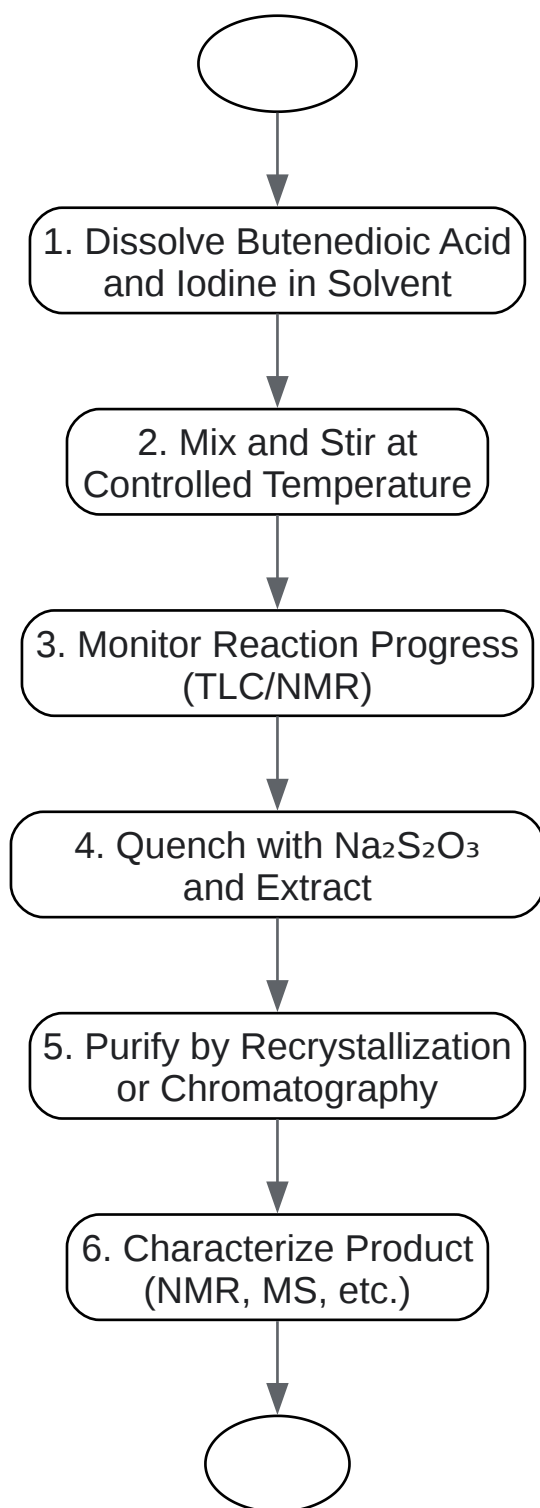 1. Dissolve Butenedioic Acid
and Iodine in Solvent
2. Mix and Stir at
Controlled Temperature
3. Monitor Reaction Progress
(TLC/NMR)
4. Quench with Na₂S₂O₃
and Extract
5. Purify by Recrystallization
or Chromatography
6. Characterize Product
(NMR, MS, etc.)